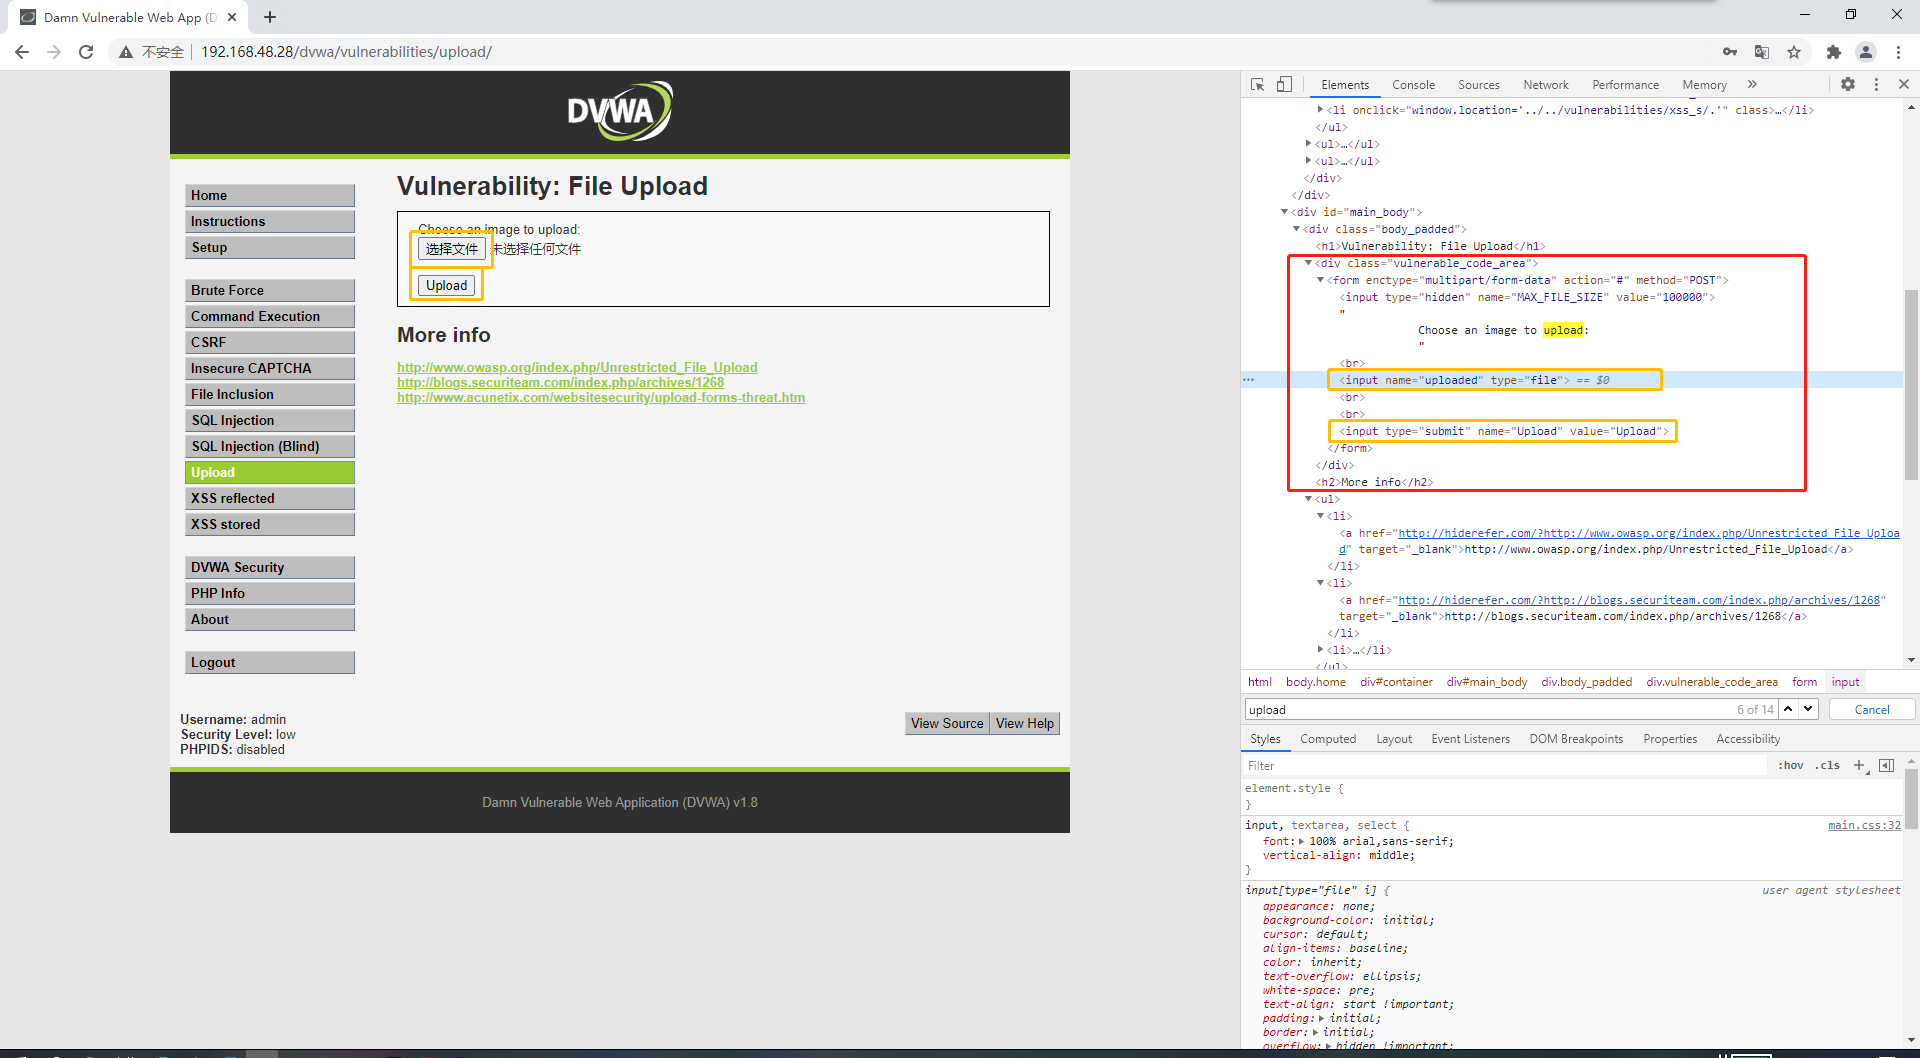 Damn Vulnerable Web App (D
不安全
192.168.48.28/dvwa/vulnerabilities/upload/
DVWA
Home
Instructions
Setup
Brute Force
Command Execution
CSRF
Insecure CAPTCHA
File Inclusion
SQL Injection
SQL Injection (Blind)
Upload
XSS reflected
XSS stored
DVWA Security
PHP Info
About
Logout
Username: admin
Security Level: low
PHPIDS: disabled
Vulnerability: File Upload
Choose an image to upload:
选择文件 未选择任何文件
Upload
More info
http://www.owasp.org/index.php/Unrestricted_File_Upload
http://blogs.securiteam.com/index.php/archives/1268
http://www.acunetix.com/websitesecurity/upload-forms-threat.htm
View Source View Help
Damn Vulnerable Web Application (DVWA) v1.8
Elements Console Sources Network Performance Memory »
<li onclick="window.location='../../vulnerabilities/xss_s/.'" class>…</li>
</ul>
<ul>…</ul>
<ul>…</ul>
</div>
</div>
<div id="main_body">
<div class="body_padded">
<h1>Vulnerability: File Upload</h1>
<div class="vulnerable_code_area">
<form enctype="multipart/form-data" action="#" method="POST">
<input type="hidden" name="MAX_FILE_SIZE" value="100000">
"
Choose an image to upload:
"
<br>
<input name="uploaded" type="file"> == $0
<br>
<br>
<input type="submit" name="Upload" value="Upload">
</form>
</div>
<h2>More info</h2>
<ul>
<li>
<a href="http://hiderefer.com/?http://www.owasp.org/index.php/Unrestricted_File_Uploa
d" target="_blank">http://www.owasp.org/index.php/Unrestricted_File_Upload</a>
</li>
<li>
<a href="http://hiderefer.com/?http://blogs.securiteam.com/index.php/archives/1268"
target="_blank">http://blogs.securiteam.com/index.php/archives/1268</a>
</li>
<li>…</li>
</ul>
html body.home div#container div#main_body div.body_padded div.vulnerable_code_area form input
upload 6 of 14 Cancel
Styles Computed Layout Event Listeners DOM Breakpoints Properties Accessibility
Filter :hov .cls +
element.style {
}
input, textarea, select { main.css:32
font: 100% arial,sans-serif;
vertical-align: middle;
}
input[type="file" i] { user agent stylesheet
appearance: none;
background-color: initial;
cursor: default;
align-items: baseline;
color: inherit;
text-overflow: ellipsis;
white-space: pre;
text-align: start !important;
padding: initial;
border: initial;
overflow: hidden !important;